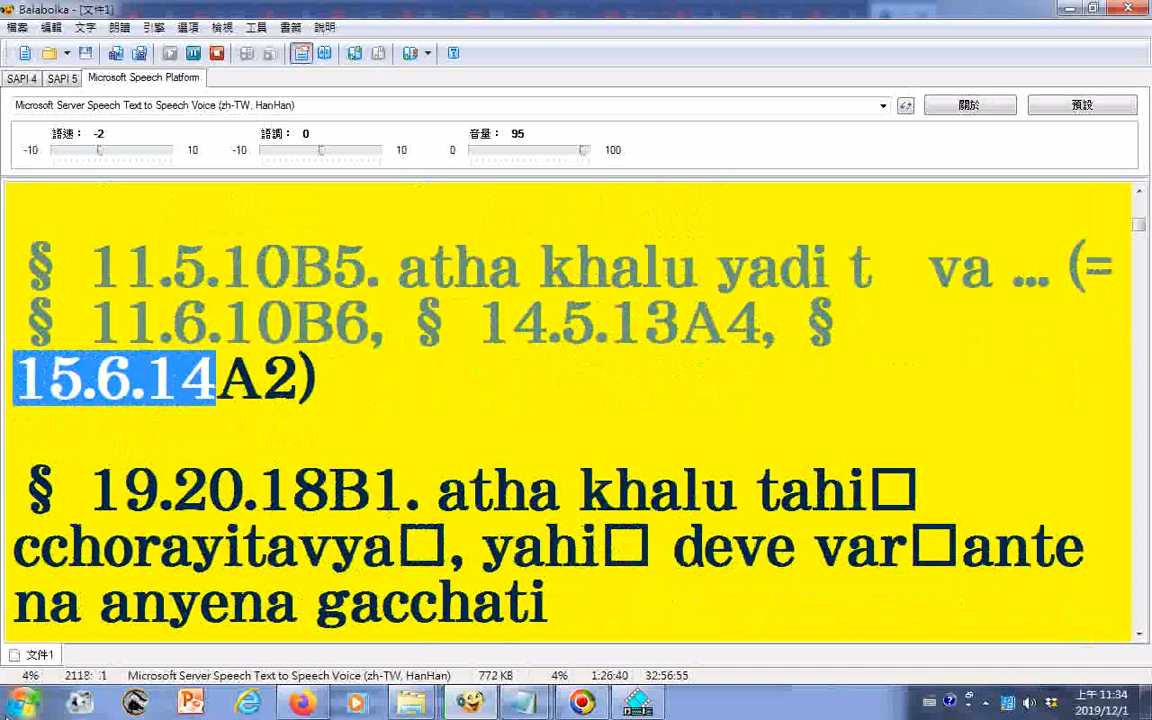 Balabolka - [文件1]
檔案 編輯 文字 朗讀 引擎 選項 檢視 工具 書籤 說明
SAPI 4 SAPI 5 Microsoft Speech Platform
Microsoft Server Speech Text to Speech Voice (zh-TW, HanHan) 關於 預設
語速： -2 語調： 0 音量： 95
-10 10 -10 10 0 100
§ 11.5.10B5. atha khalu yadi t va ... (=
§ 11.6.10B6, § 14.5.13A4, §
15.6.14A2)
§ 19.20.18B1. atha khalu tahi□
cchorayitavya□, yahi□ deve var□ante
na anyena gacchati
文件1
4% 2118: 1 Microsoft Server Speech Text to Speech Voice (zh-TW, HanHan) 772 KB 4% 1:26:40 32:56:55
上午 11:34
2019/12/1